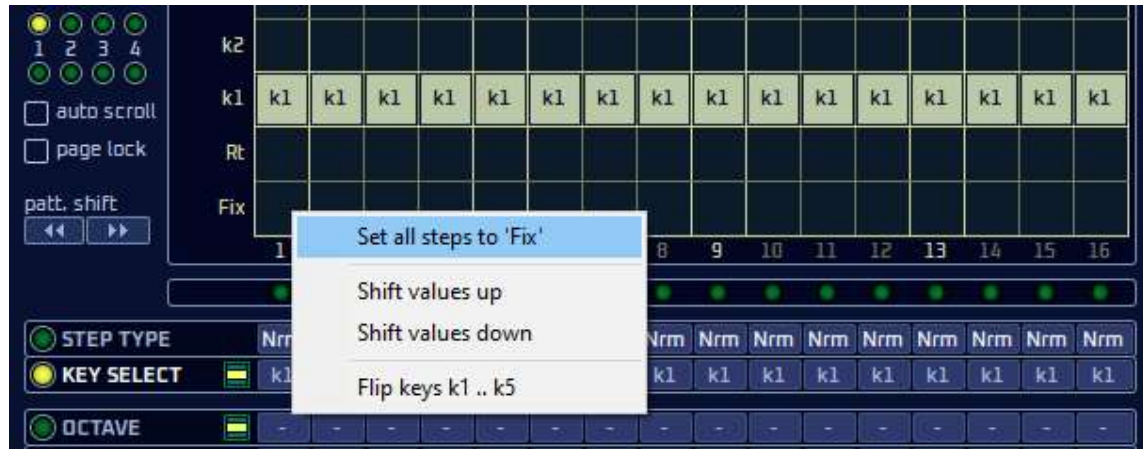 1 2 3 4
k2
k1 k1 k1 k1 k1 k1 k1 k1 k1 k1 k1 k1 k1 k1 k1 k1 k1
auto scroll
page lock
Rt
patt. shift
Fix
Set all steps to 'Fix'
1 8 9 10 11 12 13 14 15 16
Shift values up
Shift values down
STEP TYPE Nrm Nrm Nrm Nrm Nrm Nrm Nrm Nrm Nrm
KEY SELECT k1 k1 k1 k1 k1 k1 k1 k1 k1 k1
Flip keys k1 .. k5
OCTAVE - - - - - - - - - - - - - - - -